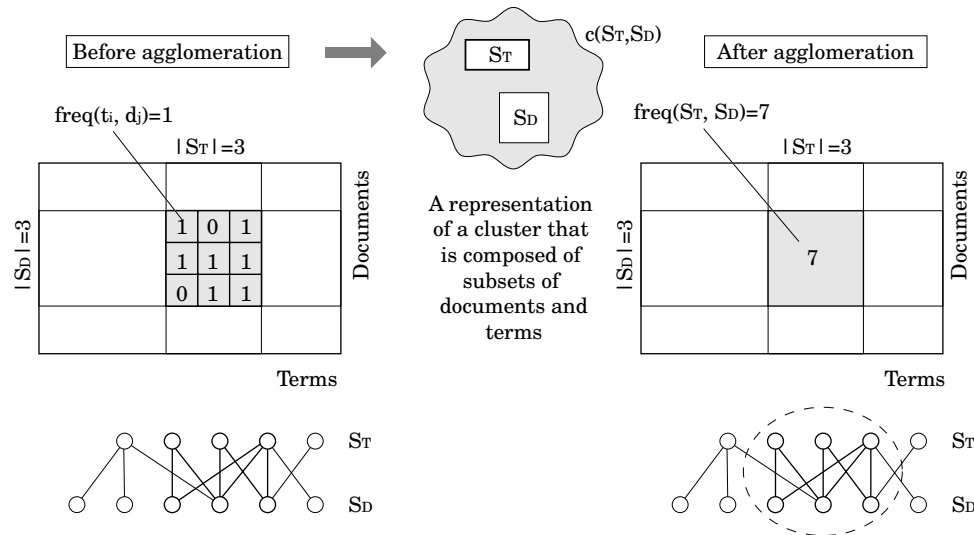 Before agglomeration
c(ST,SD)
ST
SD
After agglomeration
freq(ti, dj)=1
|ST|=3
|SD|=3
1 0 1
1 1 1
0 1 1
Documents
Terms
A representation
of a cluster that
is composed of
subsets of
documents and
terms
freq(ST, SD)=7
|ST|=3
|SD|=3
7
Documents
Terms
ST
SD
ST
SD